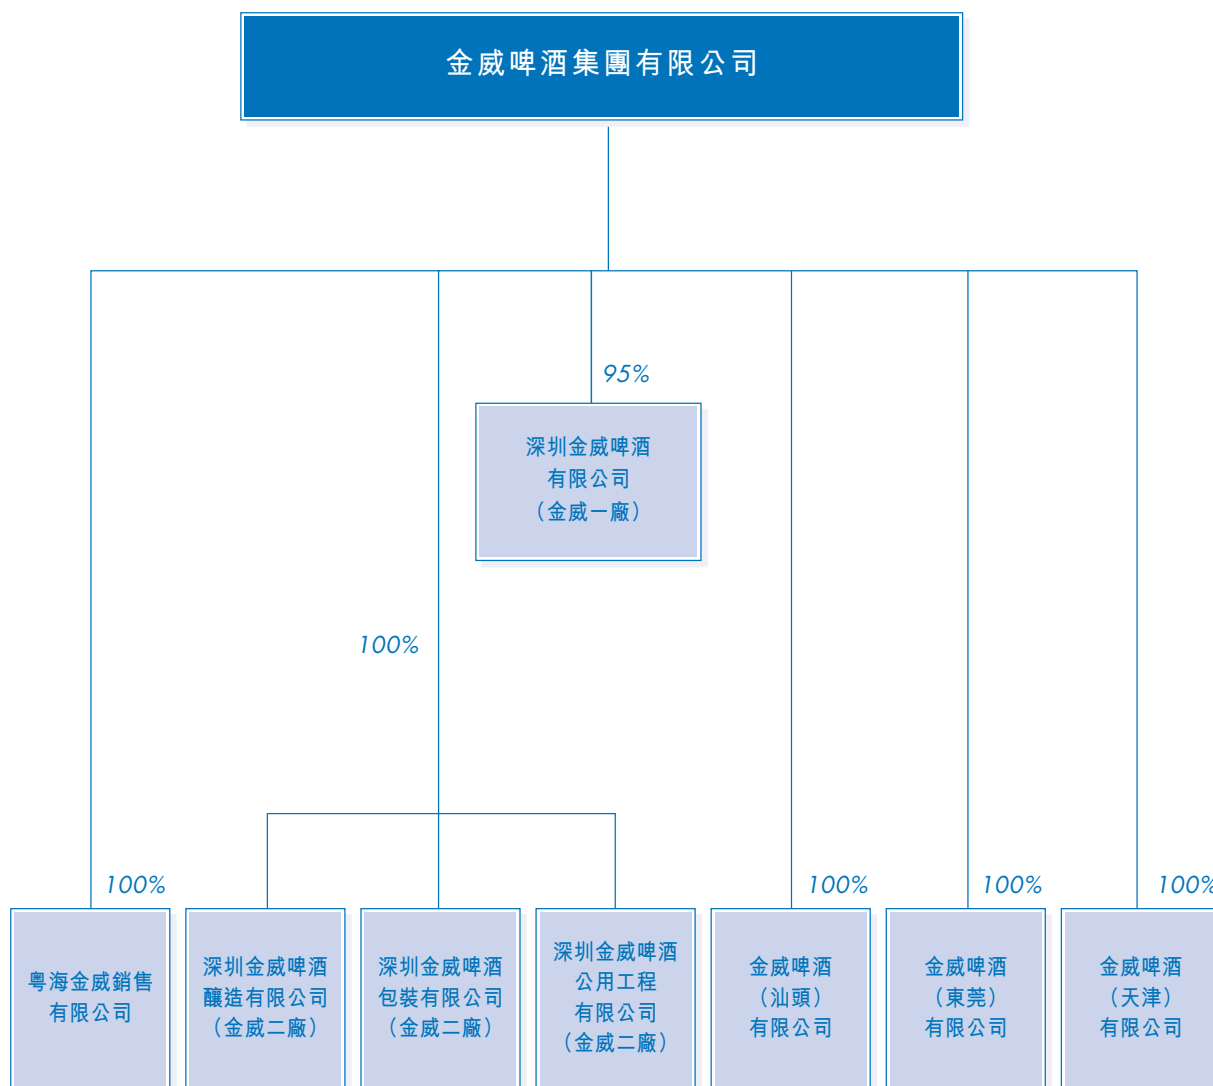 金威啤酒集團有限公司
95%
深圳金威啤酒
有限公司
（金威一廠）
100%
100%
100%
100%
100%
粵海金威銷售
有限公司
深圳金威啤酒
釀造有限公司
（金威二廠）
深圳金威啤酒
包裝有限公司
（金威二廠）
深圳金威啤酒
公用工程
有限公司
（金威二廠）
金威啤酒
（汕頭）
有限公司
金威啤酒
（東莞）
有限公司
金威啤酒
（天津）
有限公司